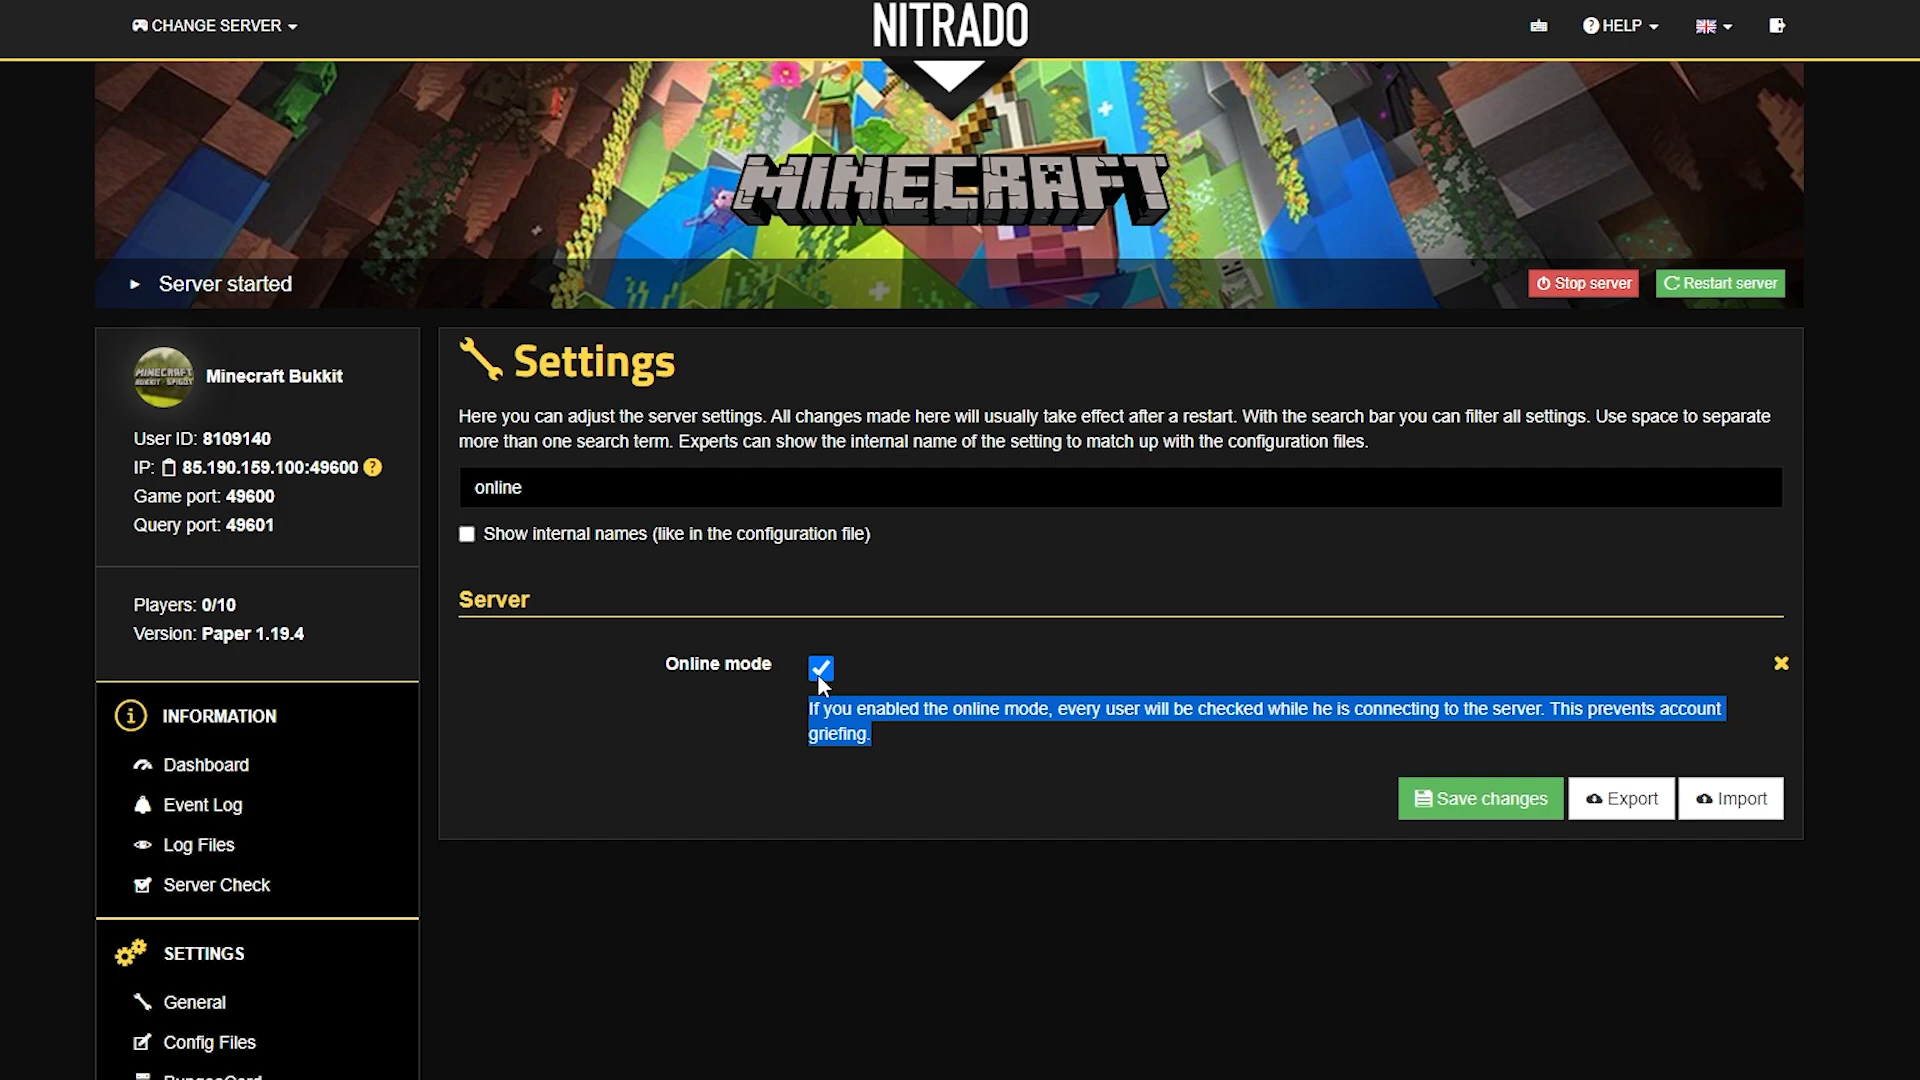 CHANGE SERVER
NITRADO
HELP
MINECRAFT
Server started
Stop server
Restart server
MINECRAFT
BUKKIT SPIGOT
Minecraft Bukkit
User ID: 8109140
IP: 85.190.159.100:49600
Game port: 49600
Query port: 49601
Players: 0/10
Version: Paper 1.19.4
INFORMATION
Dashboard
Event Log
Log Files
Server Check
SETTINGS
General
Config Files
Settings
Here you can adjust the server settings. All changes made here will usually take effect after a restart. With the search bar you can filter all settings. Use space to separate
more than one search term. Experts can show the internal name of the setting to match up with the configuration files.
online
Show internal names (like in the configuration file)
Server
Online mode
If you enabled the online mode, every user will be checked while he is connecting to the server. This prevents account
griefing.
Save changes
Export
Import